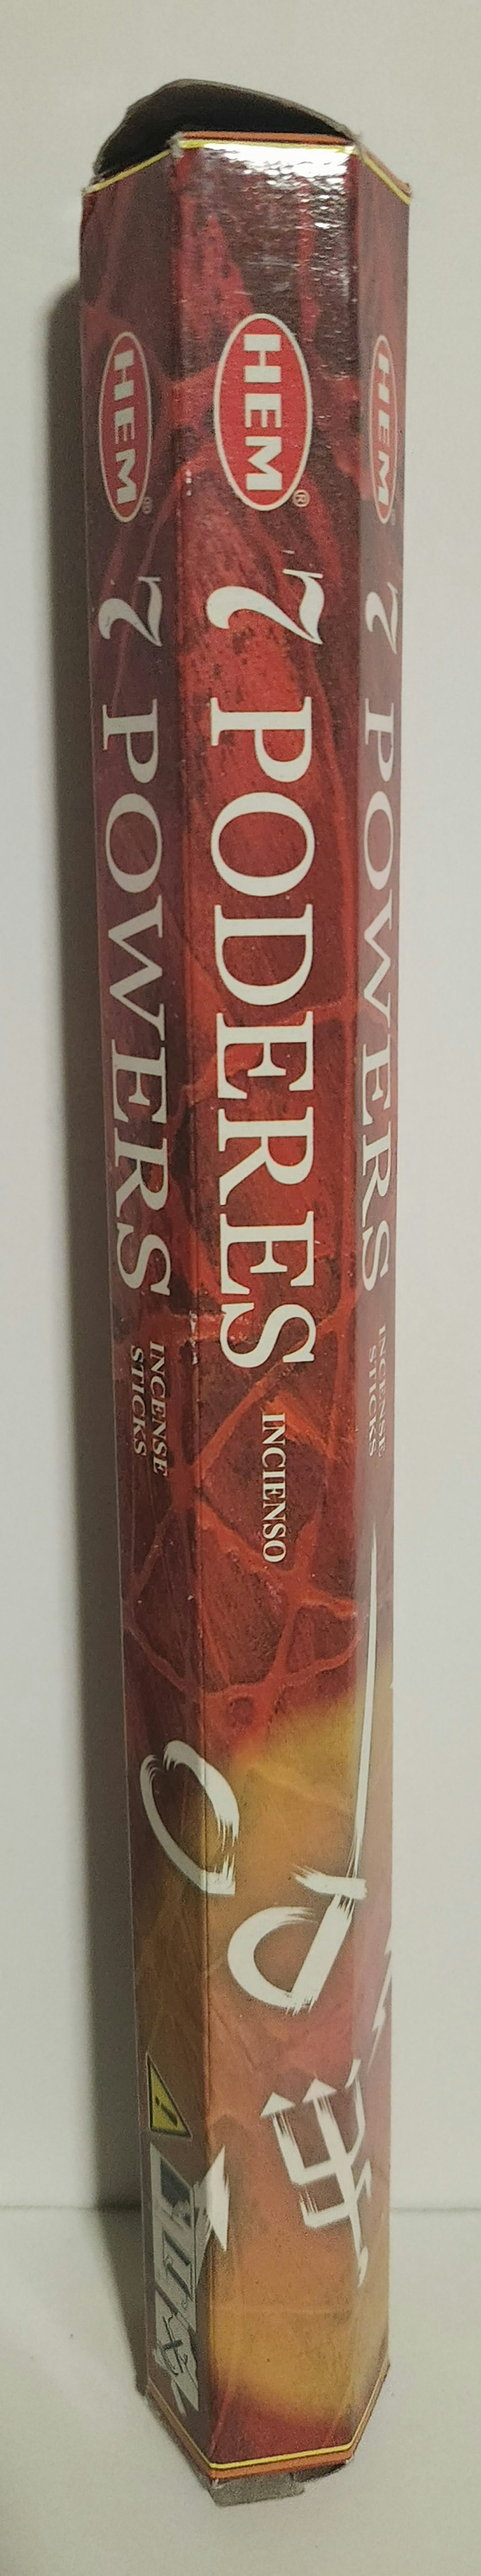 HEM®
7 POWERS
INCENSE
STICKS
HEM®
7 PODERES
INCIENSO
HEM®
7 POWERS
INCENSE
STICKS